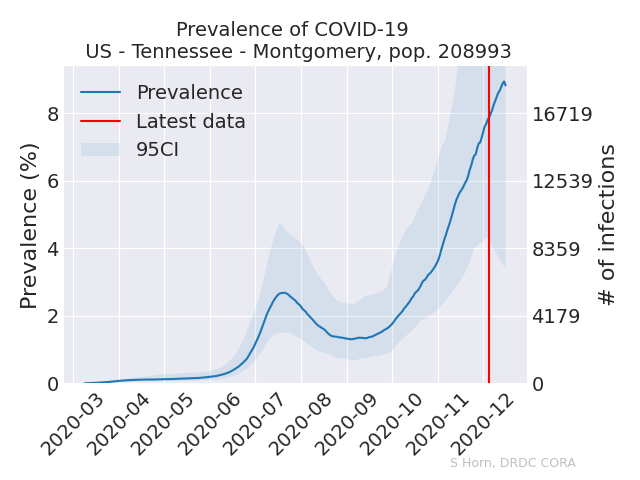 Prevalence of COVID-19
US - Tennessee - Montgomery, pop. 208993
Prevalence
Latest data
95CI
Prevalence (%)
8
6
4
2
0
16719
12539
8359
4179
0
# of infections
2020-03
2020-04
2020-05
2020-06
2020-07
2020-08
2020-09
2020-10
2020-11
2020-12
S Horn, DRDC CORA